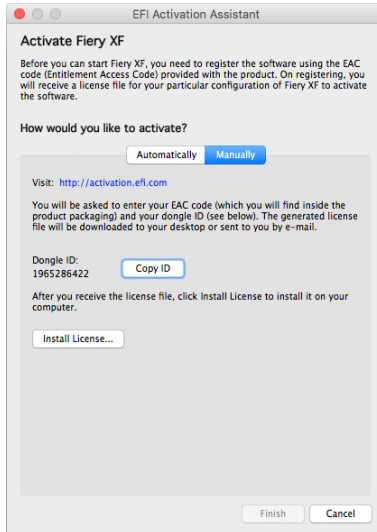 EFI Activation Assistant
Activate Fiery XF
Before you can start Fiery XF, you need to register the software using the EAC
code (Entitlement Access Code) provided with the product. On registering, you
will receive a license file for your particular configuration of Fiery XF to activate
the software.
How would you like to activate?
Automatically Manually
Visit: http://activation.efi.com
You will be asked to enter your EAC code (which you will find inside the
product packaging) and your dongle ID (see below). The generated license
file will be downloaded to your desktop or sent to you by e-mail.
Dongle ID:
1965286422
Copy ID
After you receive the license file, click Install License to install it on your
computer.
Install License...
Finish Cancel